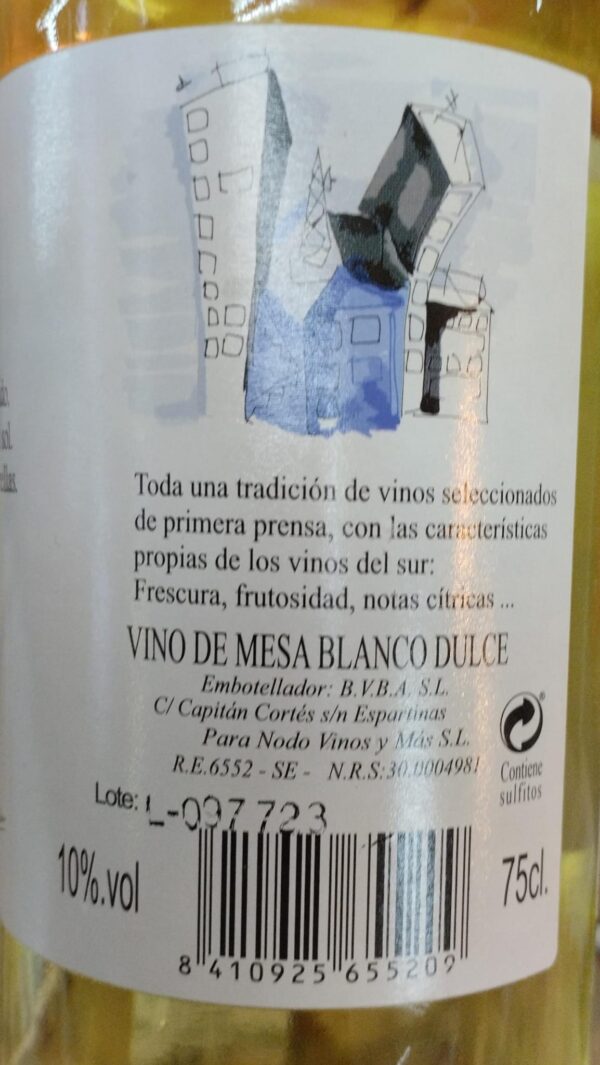 Toda una tradición de vinos seleccionados
de primera prensa, con las características
propias de los vinos del sur:
Frescura, frutosidad, notas cítricas ...
VINO DE MESA BLANCO DULCE
Embotellador: B.V.B.A. S.L.
C/ Capitán Cortés s/n Espartinas
Para Nodo Vinos y Más S.L.
R.E.6552 - SE - N.R.S:30.0004981
Contiene
sulfitos
Lote: L-097 723
10%.vol
75cl.
8 410925 655209